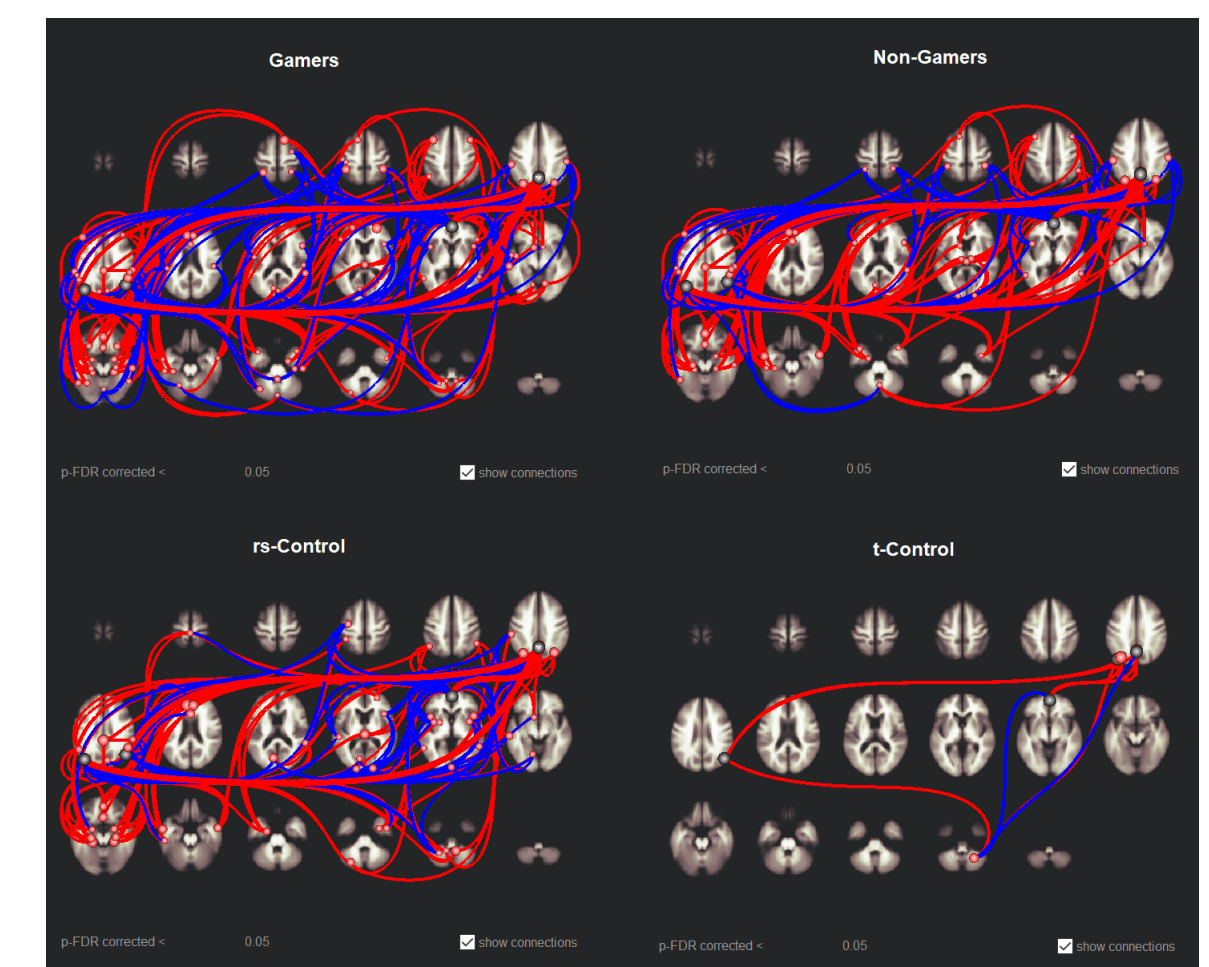 Gamers
Non-Gamers
p-FDR corrected < 0.05 show connections
p-FDR corrected < 0.05 show connections
rs-Control
t-Control
p-FDR corrected < 0.05 show connections
p-FDR corrected < 0.05 show connections